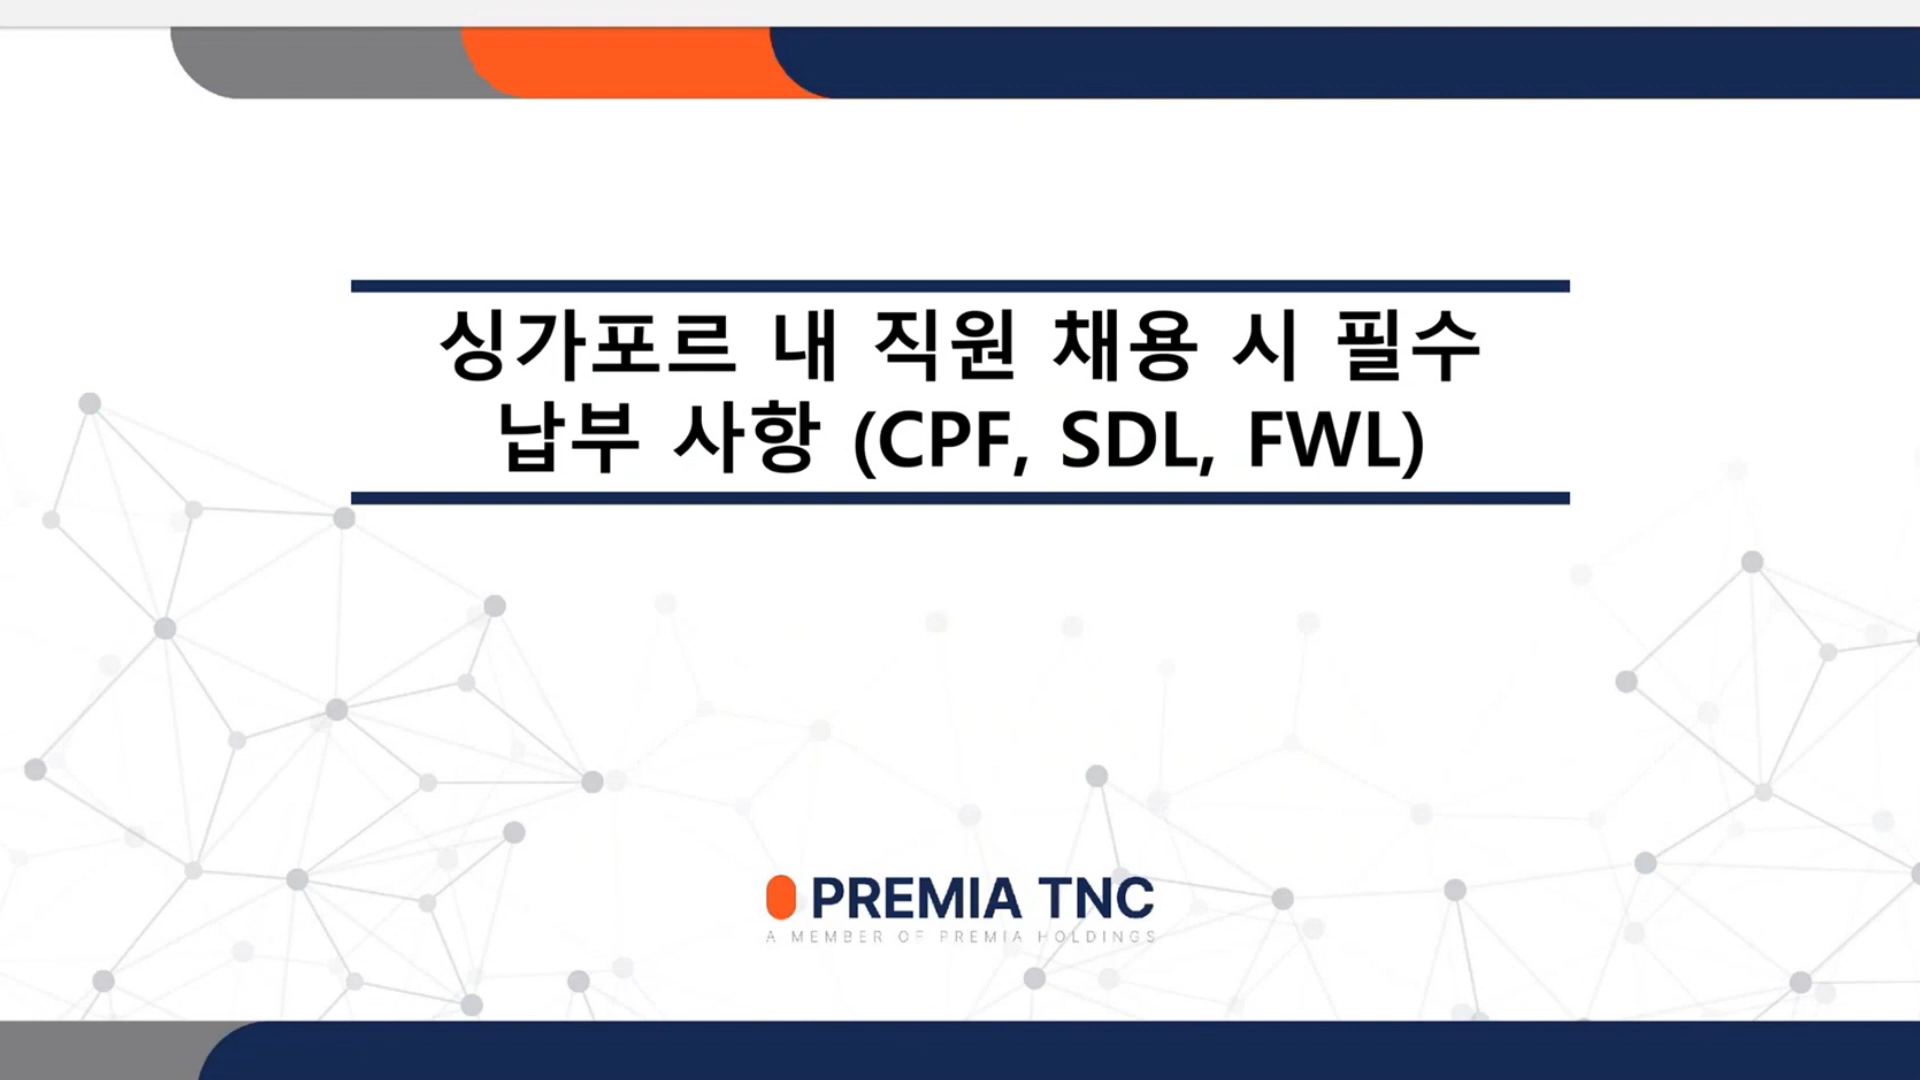 싱가포르 내 직원 채용 시 필수
납부 사항 (CPF, SDL, FWL)
PREMIA TNC
A MEMBER OF PREMIA HOLDINGS